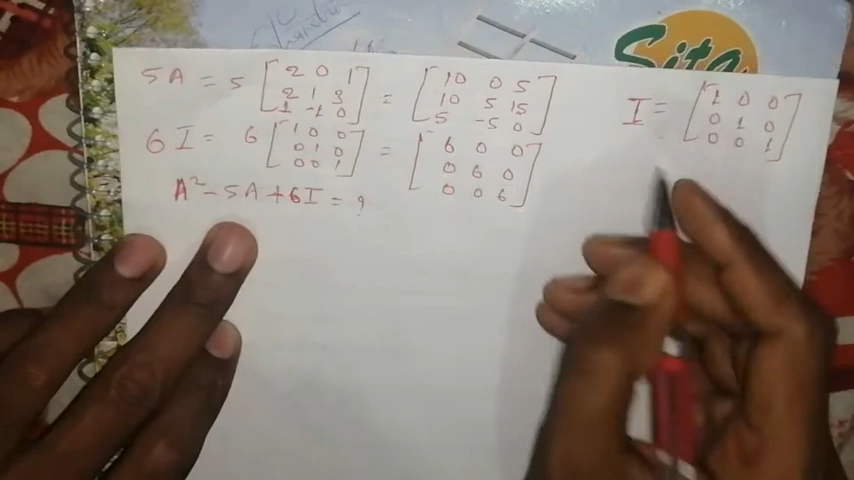 Sita
5A = 5 [2 0 1] = [10 0 5]
[2 1 3] [10 5 15]
[1 -1 0] [5 -5 0]
I = [1 0 0]
[0 1 0]
[0 0 1]
6I = 6 [1 0 0] = [6 0 0]
[0 1 0] [0 6 0]
[0 0 1] [0 0 6]
A² - 5A + 6I = ?